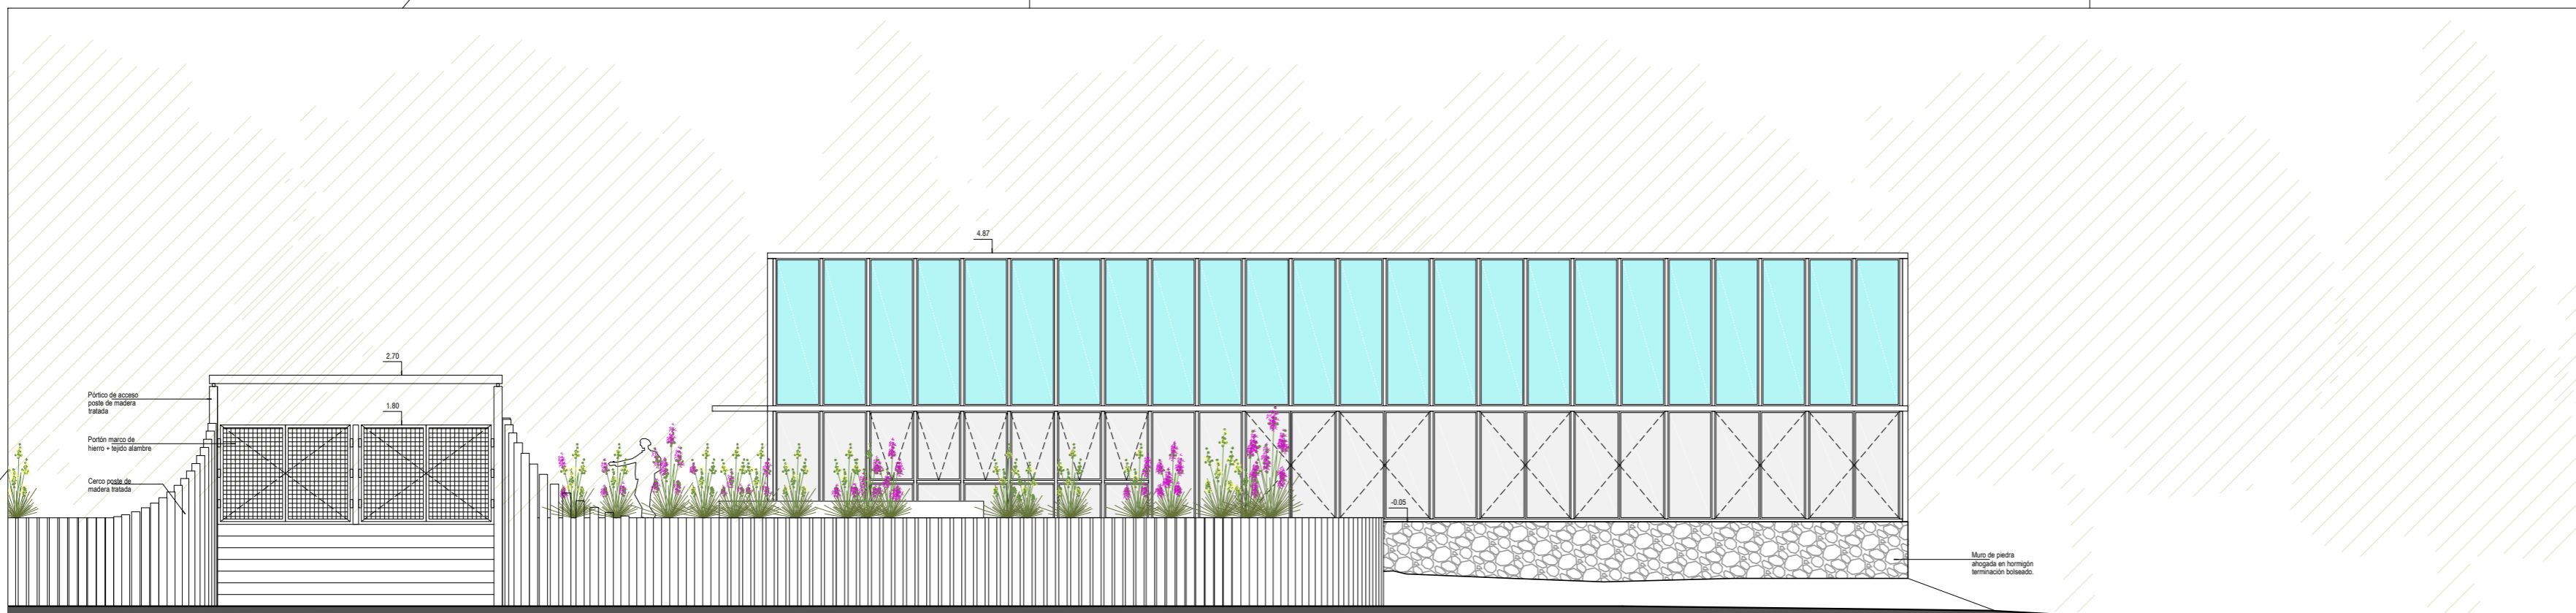 4.87
2.70
Pórtico de acceso
poste de madera
tratada
1.80
Portón marco de
hierro + tejido alambre
Cerco poste de
madera tratada
-0.05
Muro de piedra
ahogada en hormigón
terminación bolseado.